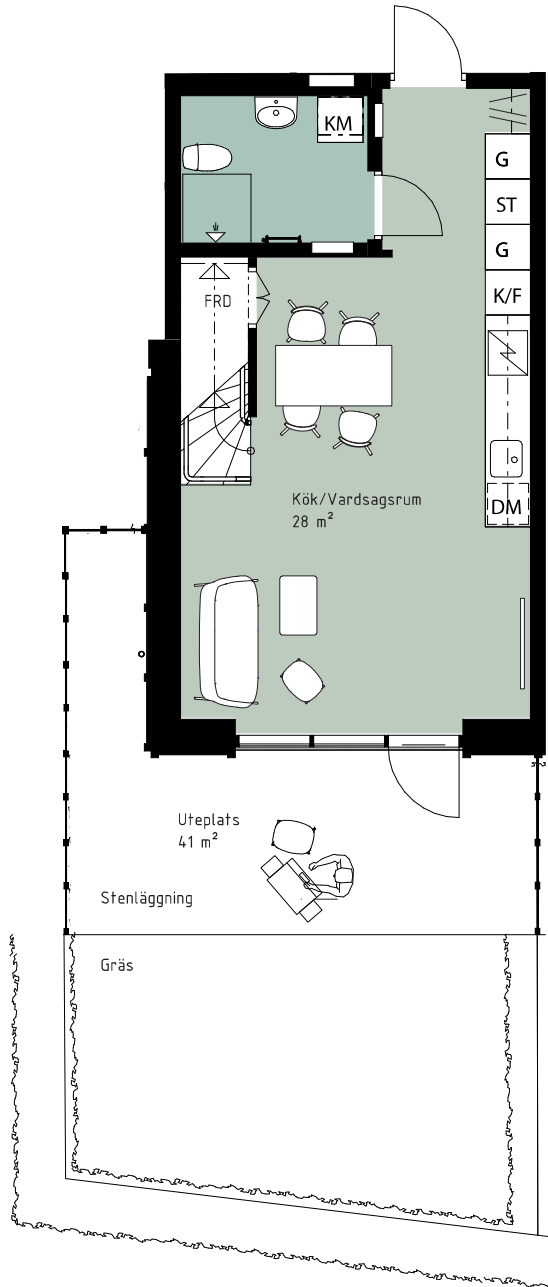 KM
G
ST
G
K/F
FRD
Kök/Vardsagsrum
28 m²
DM
Uteplats
41 m²
Stenläggning
Gräs